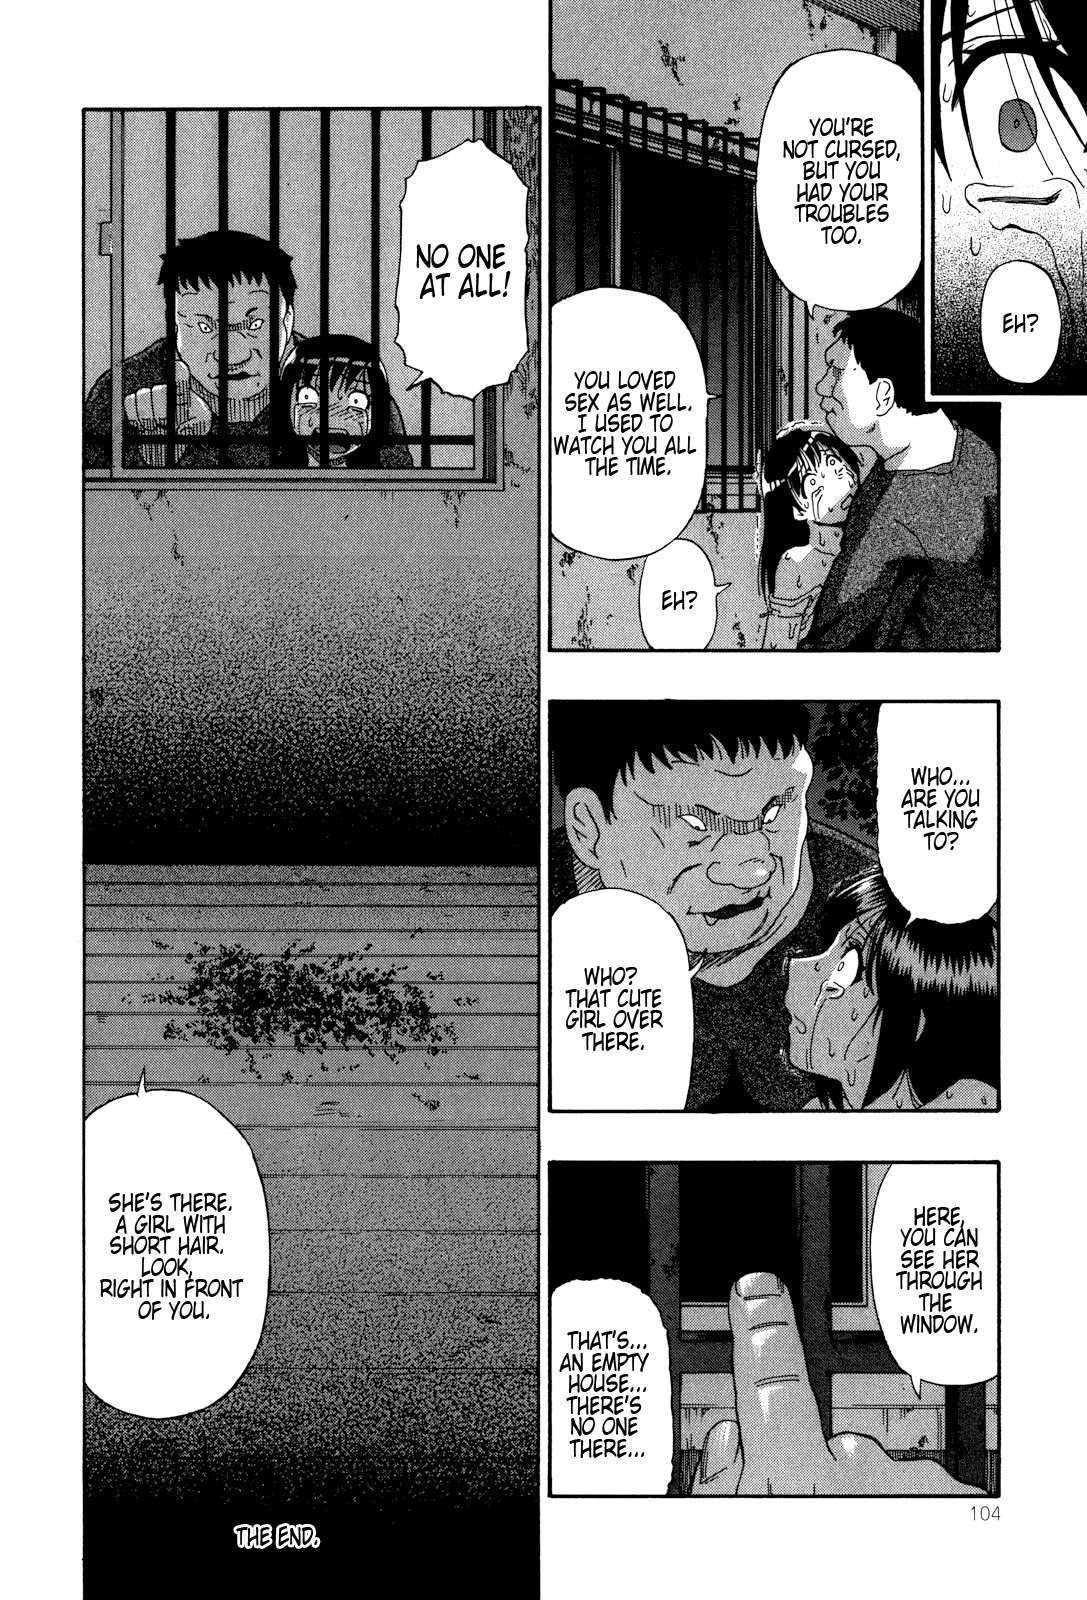 EH?
YOU'RE
NOT CURSED,
BUT YOU
HAD YOUR
TROUBLES
TOO.
YOU LOVED
SEX AS WELL.
I USED TO
WATCH YOU ALL
THE TIME.
EH?
WHO...
ARE YOU
TALKING
TO?
WHO?
THAT CUTE
GIRL OVER
THERE.
HERE,
YOU CAN
SEE HER
THROUGH
THE
WINDOW.
THAT'S...
AN EMPTY
HOUSE...
THERE'S
NO ONE
THERE...
104
NO ONE
AT ALL!
SHE'S THERE.
A GIRL WITH
SHORT HAIR.
LOOK,
RIGHT IN FRONT
OF YOU.
THE END.